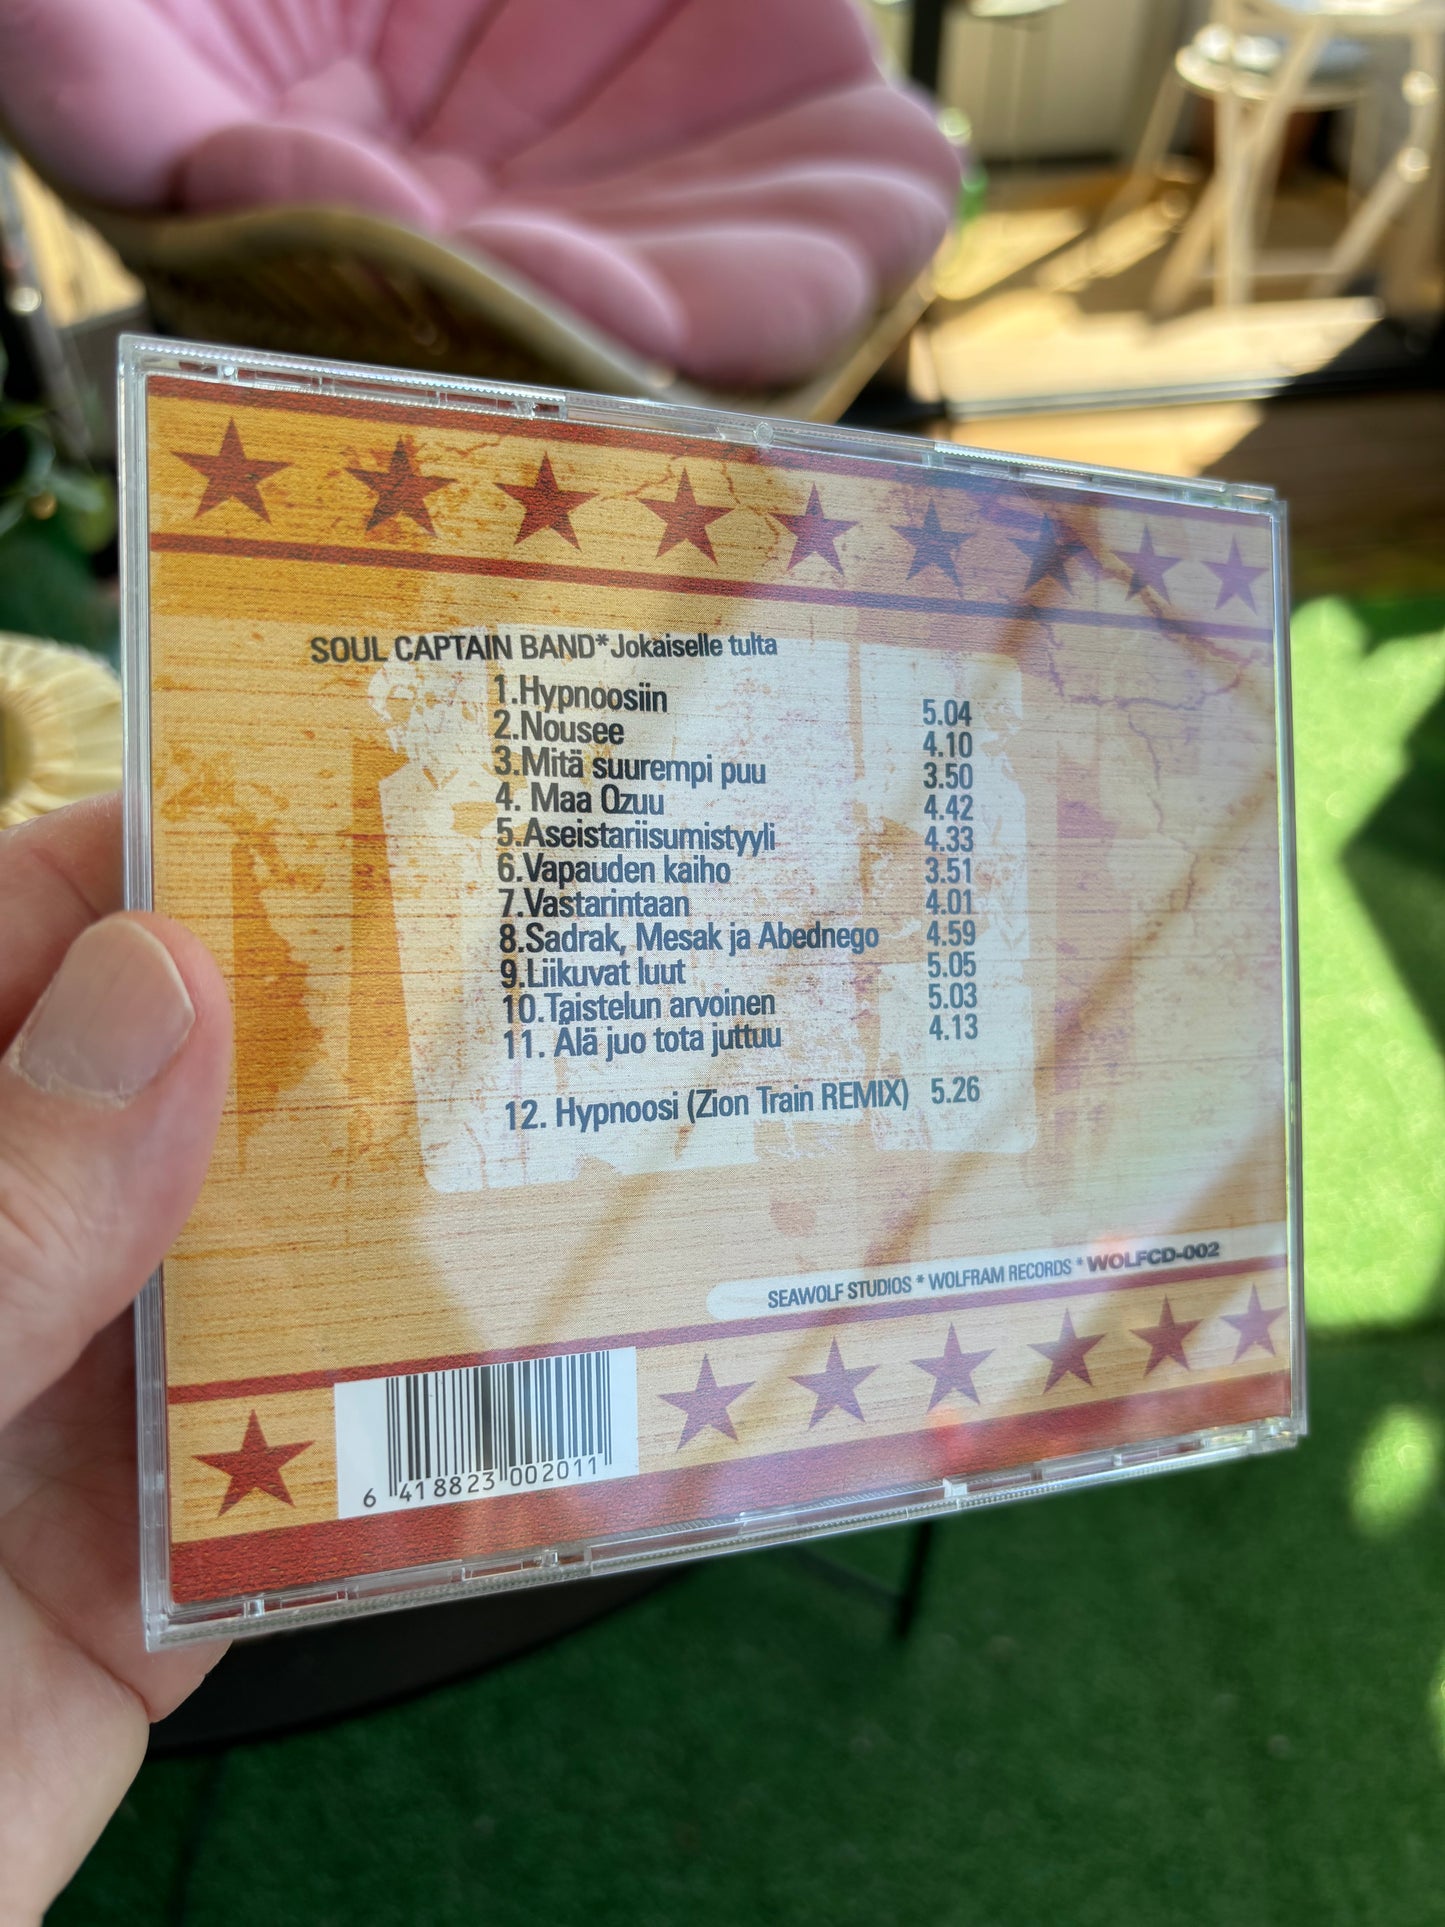 SOUL CAPTAIN BAND*Jokaiselle tulta
1.Hypnoosiin 5.04
2.Nousee 4.10
3.Mitä suurempi puu 3.50
4. Maa Ozuu 4.42
5.Aseistariisumistyyli 4.33
6.Vapauden kaiho 3.51
7.Vastarintaan 4.01
8.Sadrak, Mesak ja Abednego 4.59
9.Liikuvat luut 5.05
10.Taistelun arvoinen 5.03
11. Älä juo tota juttuu 4.13
12. Hypnoosi (Zion Train REMIX) 5.26
SEAWOLF STUDIOS * WOLFRAM RECORDS * WOLFCD-002
6 418823 002011